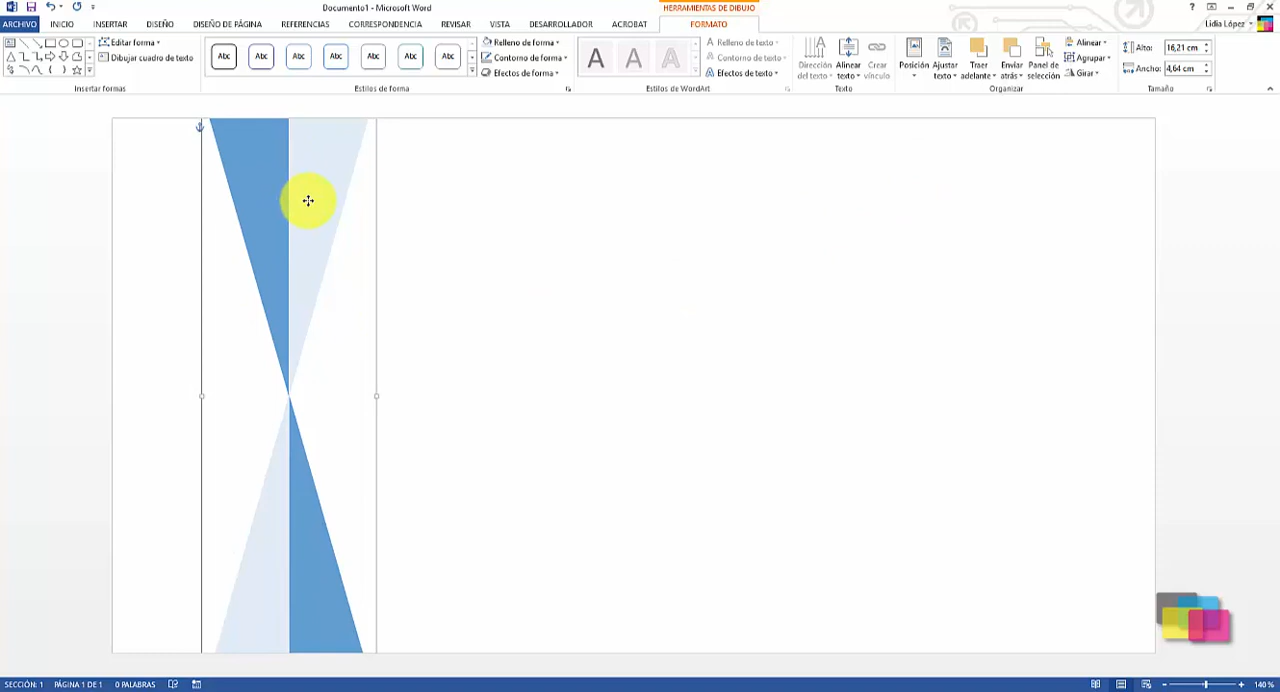 Documento1 - Microsoft Word
HERRAMIENTAS DE DIBUJO
?
ARCHIVO INICIO INSERTAR DISEÑO DISEÑO DE PÁGINA REFERENCIAS CORRESPONDENCIA REVISAR VISTA DESARROLLADOR ACROBAT FORMATO Lidia López
Editar forma
Dibujar cuadro de texto
Insertar formas
Abc Abc Abc Abc Abc Abc Abc
Relleno de forma
Contorno de forma
Efectos de forma
Estilos de forma
A A A
Relleno de texto
Contorno de texto
Efectos de texto
Estilos de WordArt
Dirección del texto
Alinear texto
Crear vínculo
Texto
Posición
Ajustar texto
Traer adelante
Enviar atrás
Panel de selección
Alinear
Agrupar
Girar
Organizar
Alto: 16,21 cm
Ancho: 4,64 cm
Tamaño
SECCIÓN: 1 PÁGINA 1 DE 1 0 PALABRAS 140 %